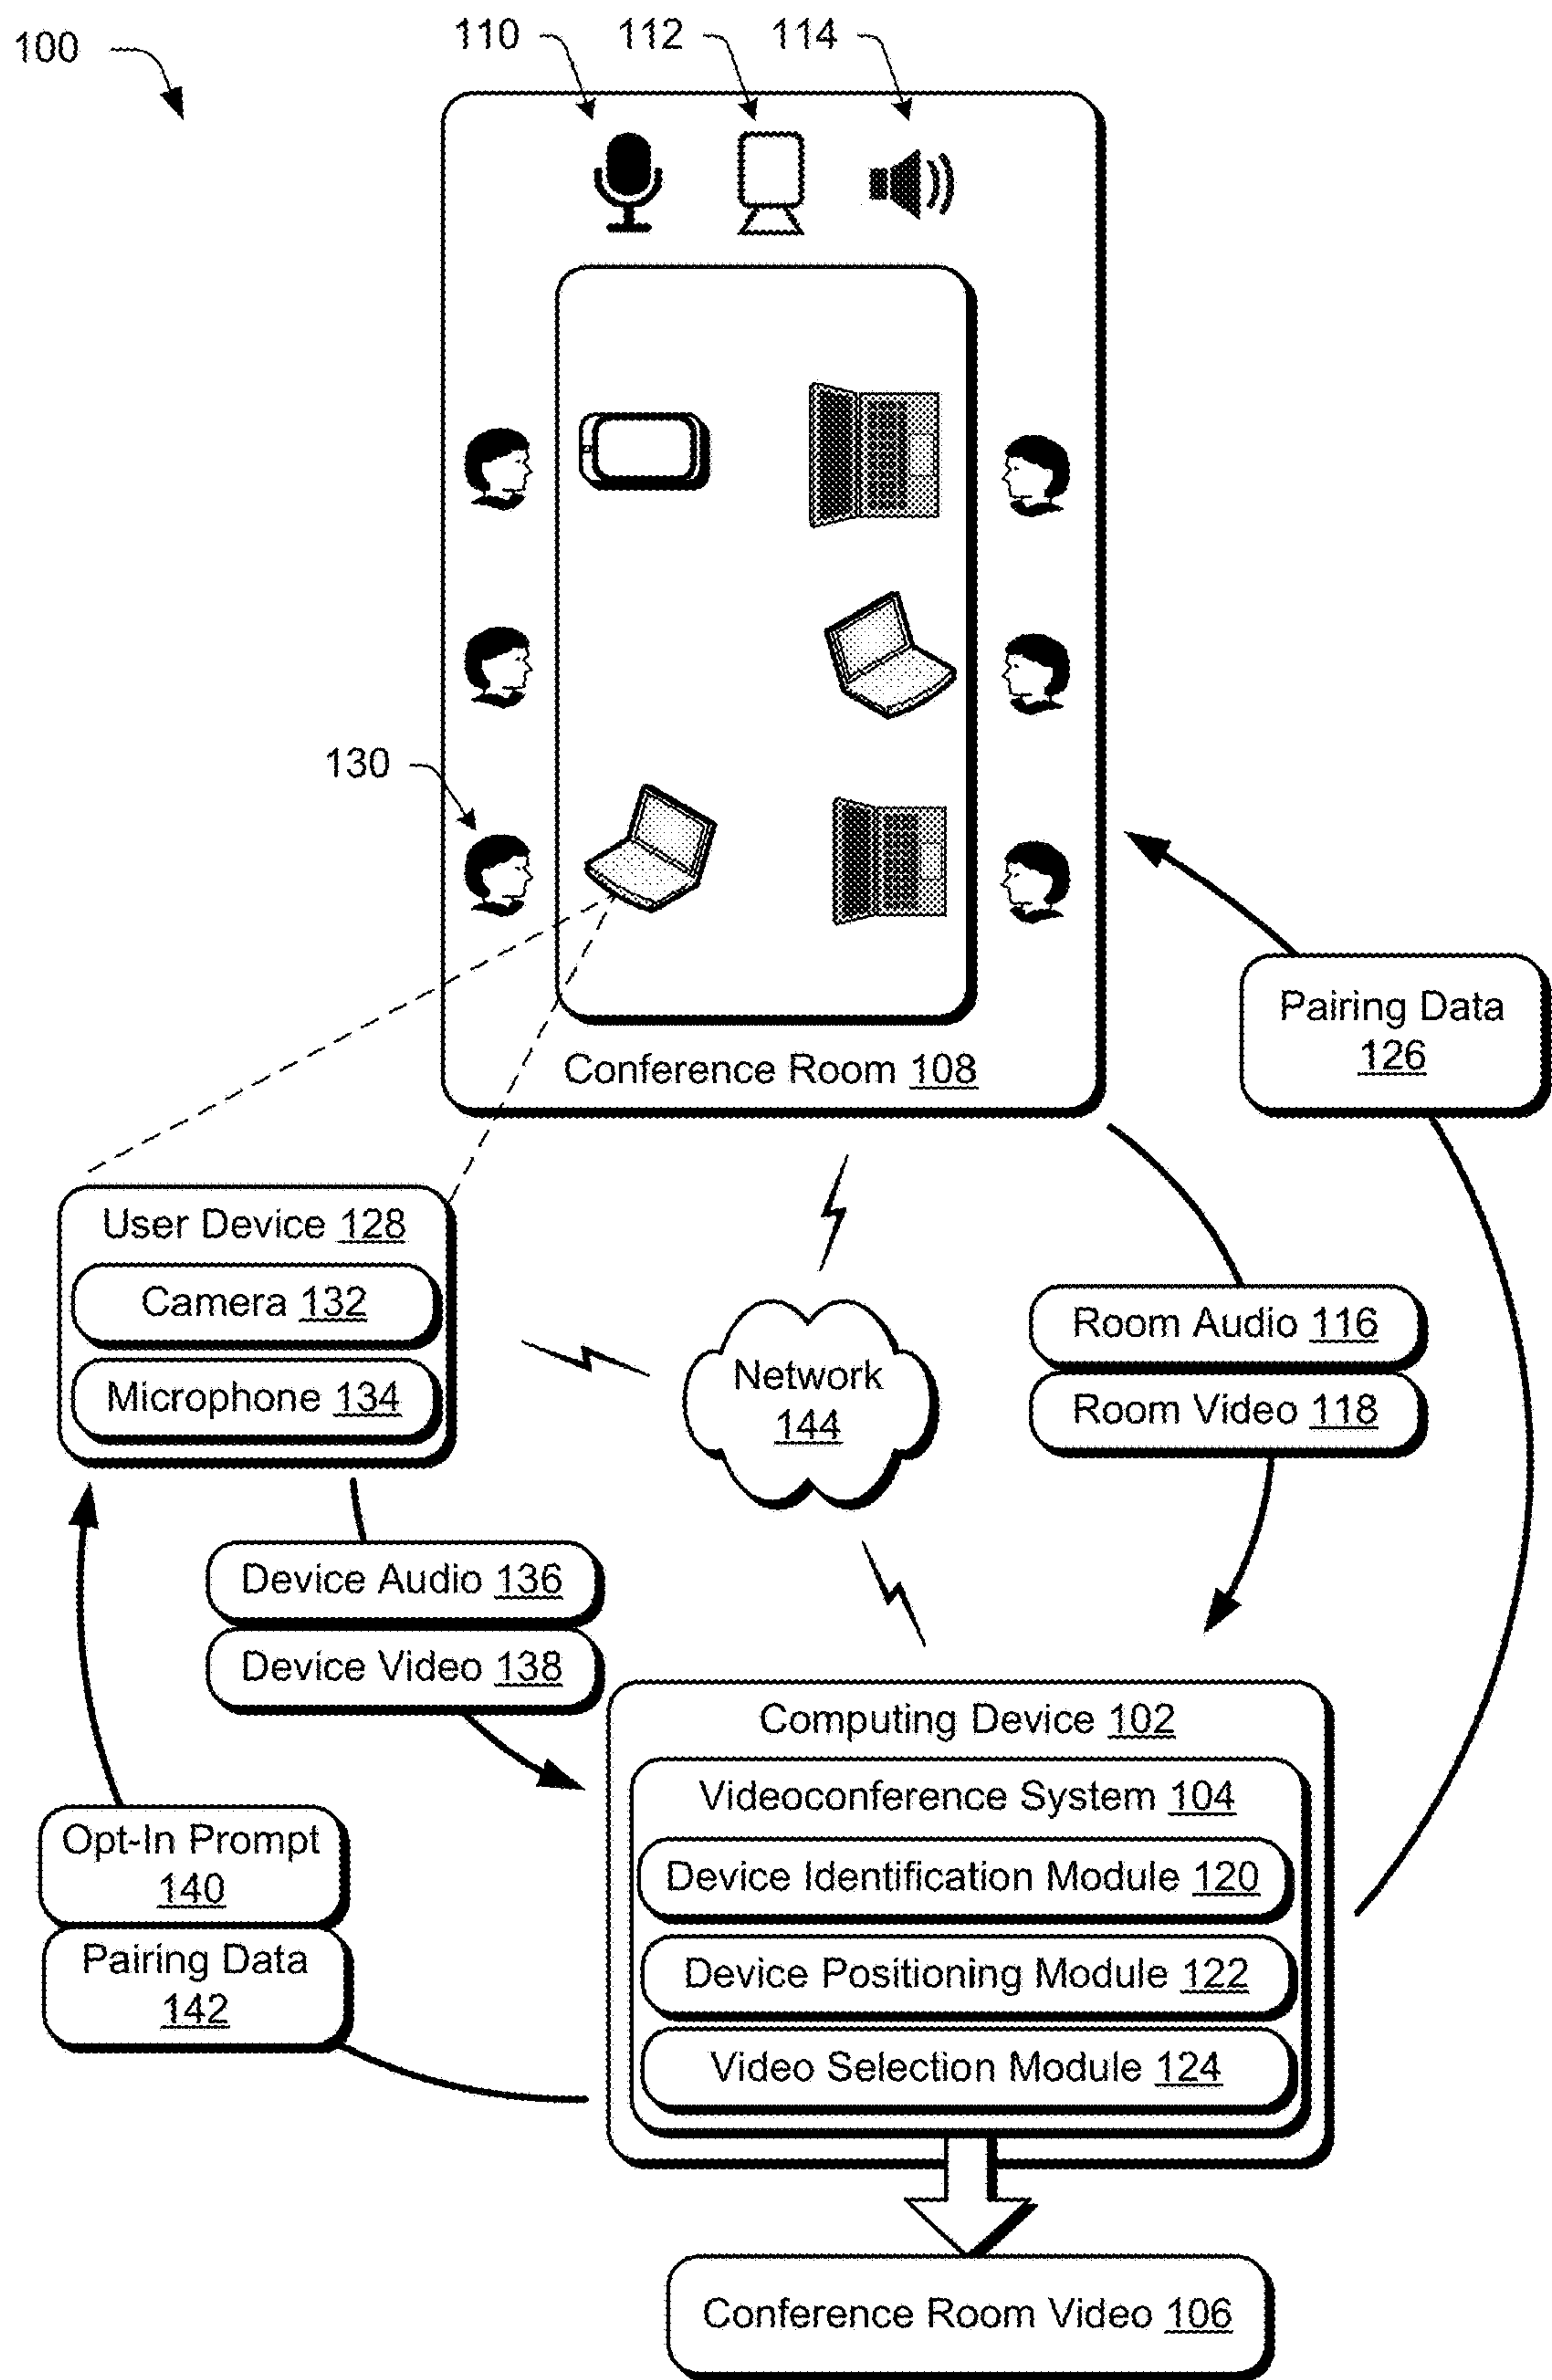 100
110
112
114
130
Conference Room 108
Pairing Data
126
User Device 128
Camera 132
Microphone 134
Network
144
Room Audio 116
Room Video 118
Device Audio 136
Device Video 138
Opt-In Prompt
140
Pairing Data
142
Computing Device 102
Videoconference System 104
Device Identification Module 120
Device Positioning Module 122
Video Selection Module 124
Conference Room Video 106